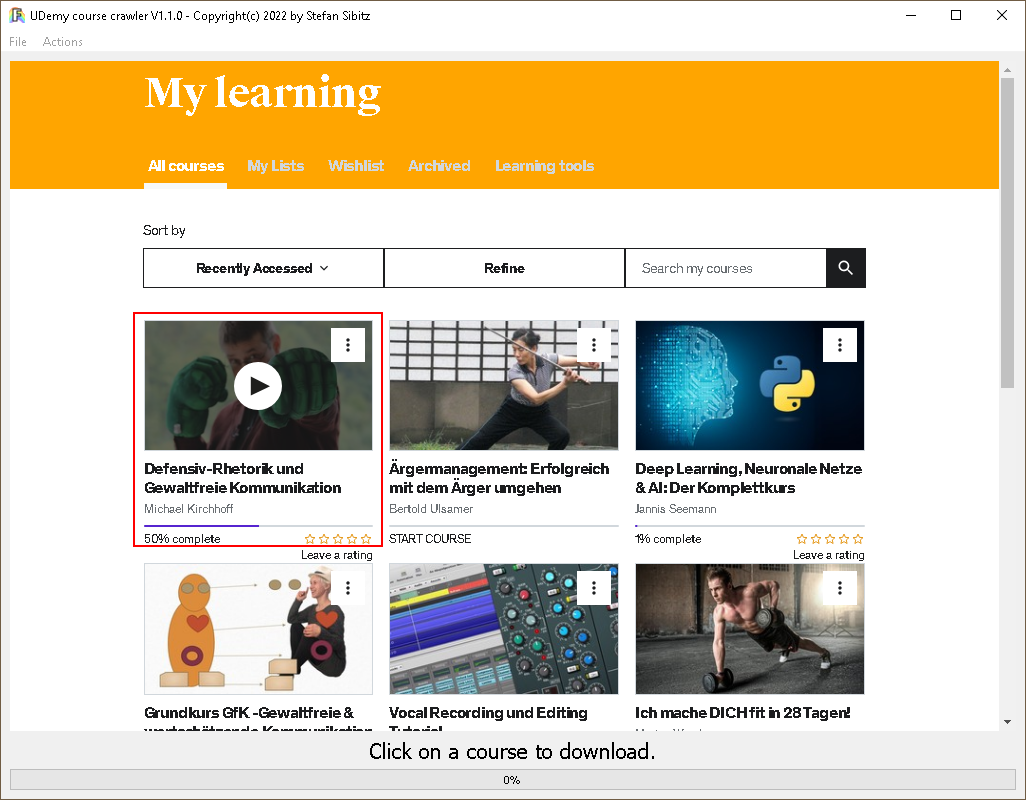 UDemy course crawler V1.1.0 - Copyright(c) 2022 by Stefan Sibitz
File Actions
My learning
All courses My Lists Wishlist Archived Learning tools
Sort by
Recently Accessed Refine Search my courses
Defensiv-Rhetorik und
Gewaltfreie Kommunikation
Michael Kirchhoff
50% complete
Leave a rating
Ärgermanagement: Erfolgreich
mit dem Ärger umgehen
Bertold Ulsamer
START COURSE
Deep Learning, Neuronale Netze
& AI: Der Komplettkurs
Jannis Seemann
1% complete
Leave a rating
Grundkurs GfK -Gewaltfreie &
wertschätzende Kommunikation
Vocal Recording und Editing
Tutorial
Ich mache DICH fit in 28 Tagen!
Click on a course to download.
0%